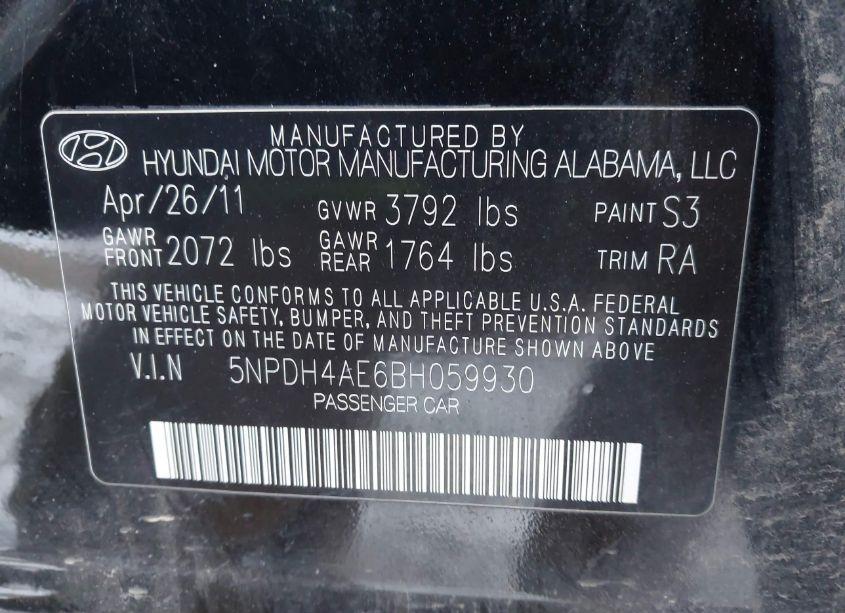 MANUFACTURED BY
HYUNDAI MOTOR MANUFACTURING ALABAMA, LLC
Apr/26/11 GVWR 3792 lbs PAINT S3
GAWR FRONT 2072 lbs GAWR REAR 1764 lbs TRIM RA
THIS VEHICLE CONFORMS TO ALL APPLICABLE U.S.A. FEDERAL
MOTOR VEHICLE SAFETY, BUMPER, AND THEFT PREVENTION STANDARDS
IN EFFECT ON THE DATE OF MANUFACTURE SHOWN ABOVE
V.I.N 5NPDH4AE6BH059930
PASSENGER CAR